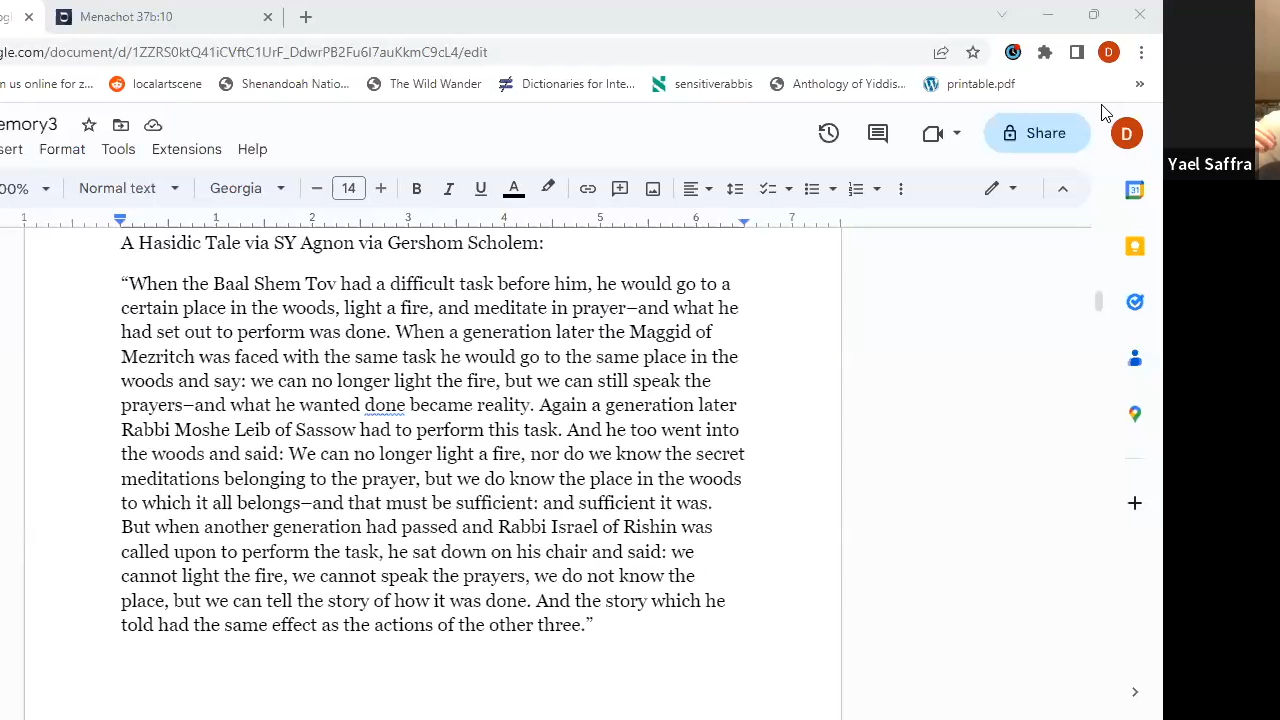 Menachot 37b:10
gle.com/document/d/1ZZRS0ktQ41iCVftC1UrF_DdwrPB2Fu6I7auKkmC9cL4/edit
n us online for z... localartscene Shenandoah Natio... The Wild Wander Dictionaries for Inte... sensitiverabbis Anthology of Yiddis... printable.pdf »
emory3
Share D
sert Format Tools Extensions Help
Yael Saffra
00% Normal text Georgia 14 B I U A
1 1 2 3 4 5 6 7
A Hasidic Tale via SY Agnon via Gershom Scholem:
“When the Baal Shem Tov had a difficult task before him, he would go to a
certain place in the woods, light a fire, and meditate in prayer–and what he
had set out to perform was done. When a generation later the Maggid of
Mezritch was faced with the same task he would go to the same place in the
woods and say: we can no longer light the fire, but we can still speak the
prayers–and what he wanted done became reality. Again a generation later
Rabbi Moshe Leib of Sassow had to perform this task. And he too went into
the woods and said: We can no longer light a fire, nor do we know the secret
meditations belonging to the prayer, but we do know the place in the woods
to which it all belongs–and that must be sufficient: and sufficient it was.
But when another generation had passed and Rabbi Israel of Rishin was
called upon to perform the task, he sat down on his chair and said: we
cannot light the fire, we cannot speak the prayers, we do not know the
place, but we can tell the story of how it was done. And the story which he
told had the same effect as the actions of the other three.”